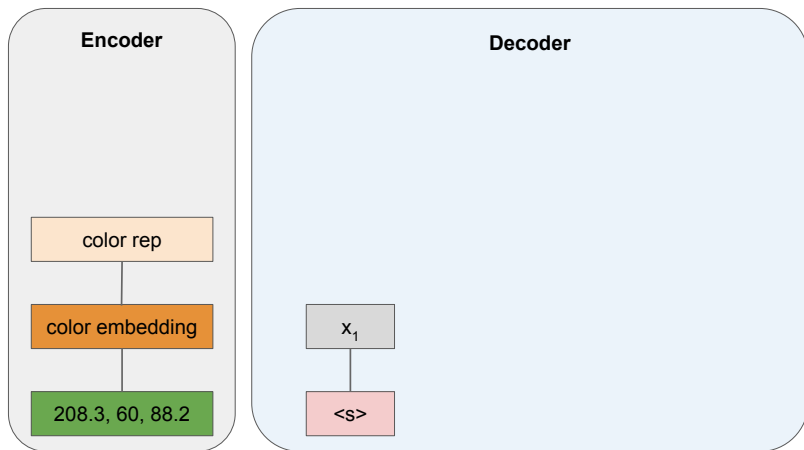 Encoder
Decoder
color rep
color embedding
x₁
208.3, 60, 88.2
<s>